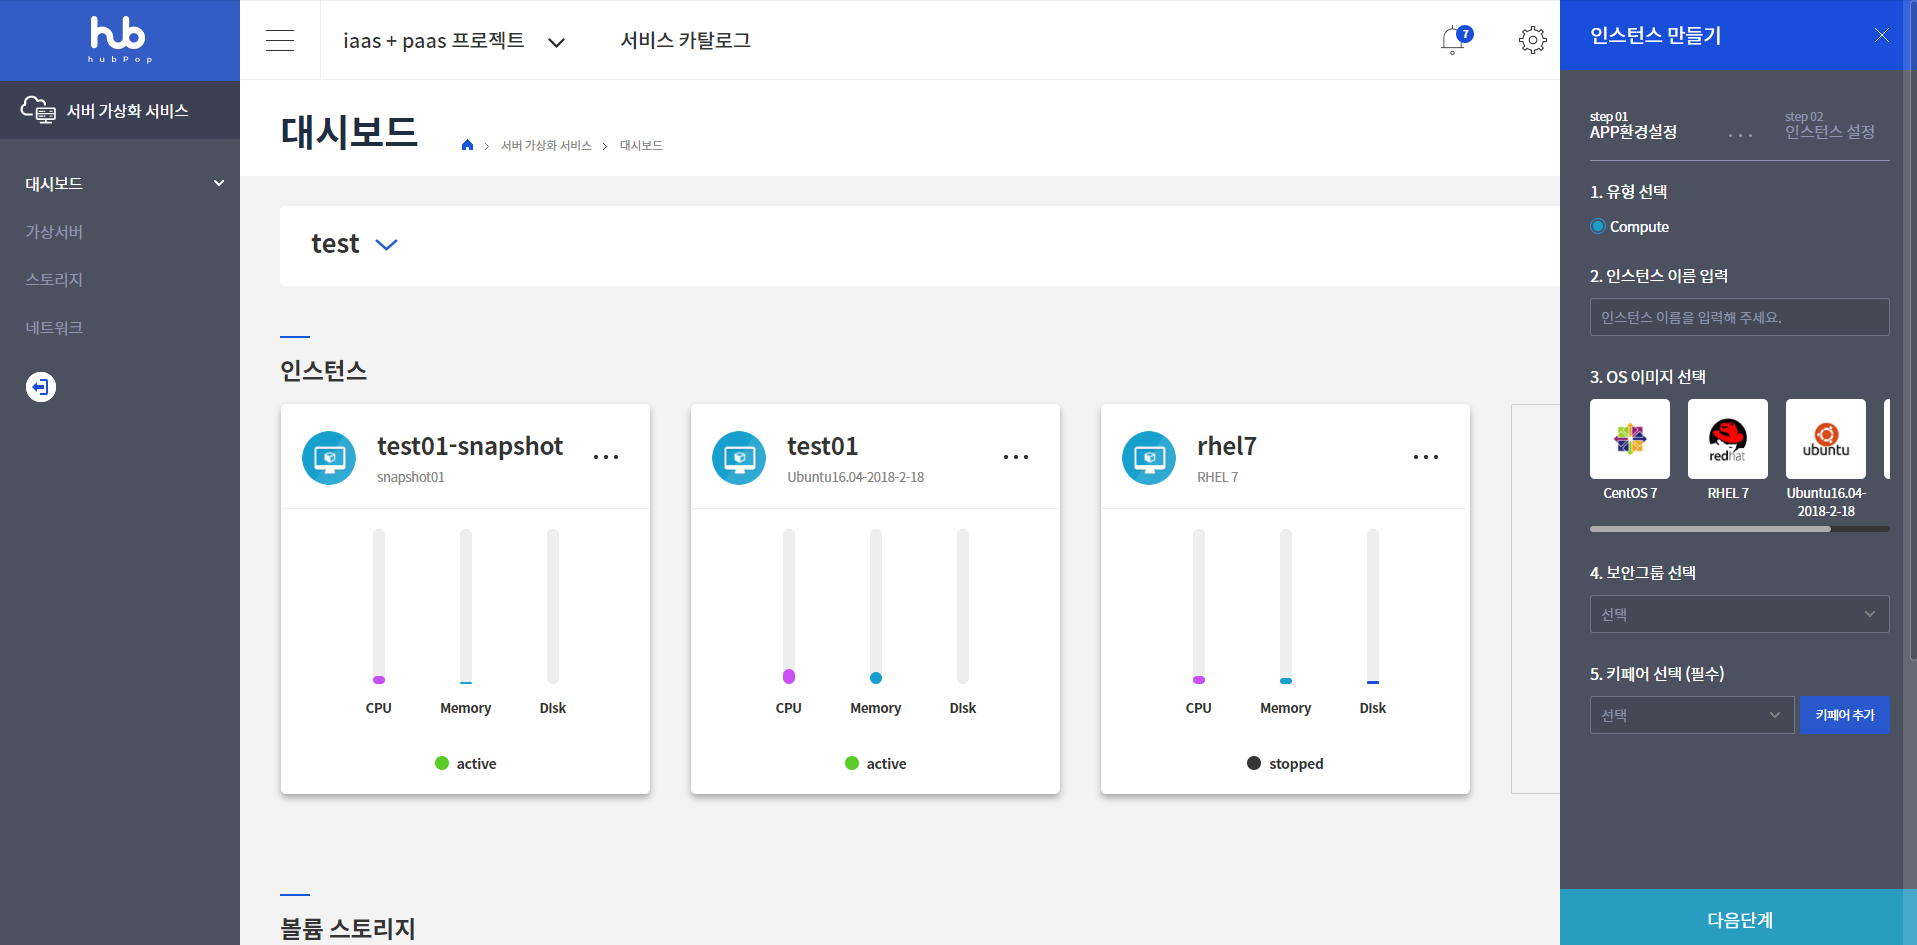 hub
hubPop
iaas + paas 프로젝트
서비스 카탈로그
7
인스턴스 만들기
서버 가상화 서비스
대시보드
가상서버
스토리지
네트워크
대시보드
서버 가상화 서비스
대시보드
test
인스턴스
test01-snapshot
snapshot01
CPU
Memory
Disk
active
test01
Ubuntu16.04-2018-2-18
CPU
Memory
Disk
active
rhel7
RHEL 7
CPU
Memory
Disk
stopped
볼륨 스토리지
step 01
APP환경설정
...
step 02
인스턴스 설정
1. 유형 선택
Compute
2. 인스턴스 이름 입력
인스턴스 이름을 입력해 주세요.
3. OS 이미지 선택
redhat
ubuntu
CentOS 7
RHEL 7
Ubuntu16.04-
2018-2-18
4. 보안그룹 선택
선택
5. 키페어 선택 (필수)
선택
키페어 추가
다음단계